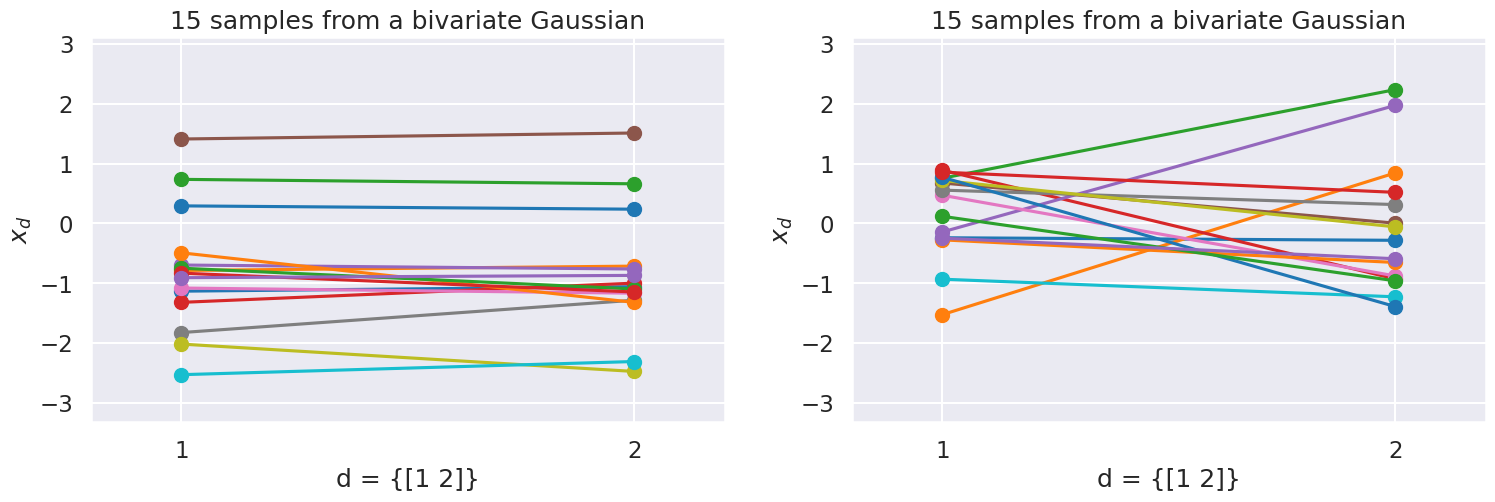 15 samples from a bivariate Gaussian
3
2
1
0
−1
−2
−3
x_d
1 2
d = {[1 2]}
15 samples from a bivariate Gaussian
3
2
1
0
−1
−2
−3
x_d
1 2
d = {[1 2]}